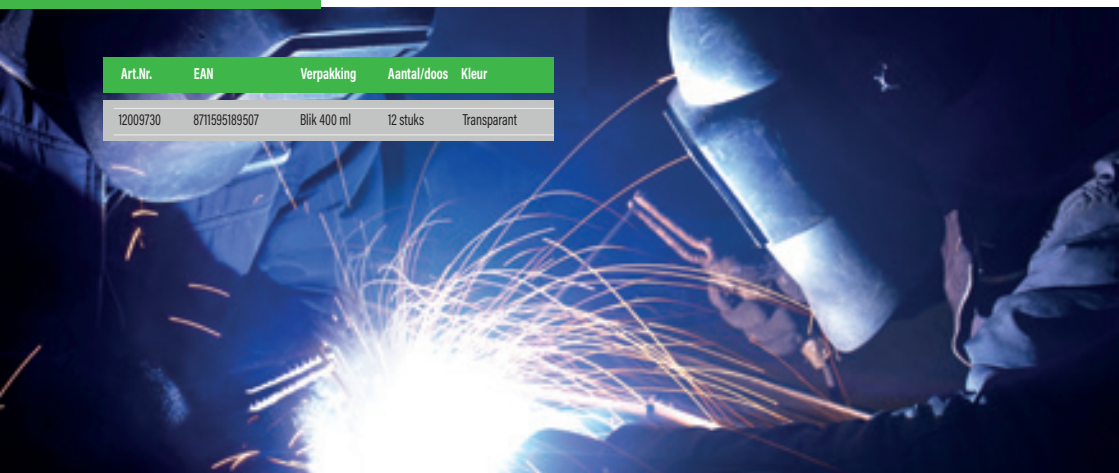 Art.Nr. EAN Verpakking Aantal/doos Kleur
12009730 8711595189507 Blik 400 ml 12 stuks Transparant